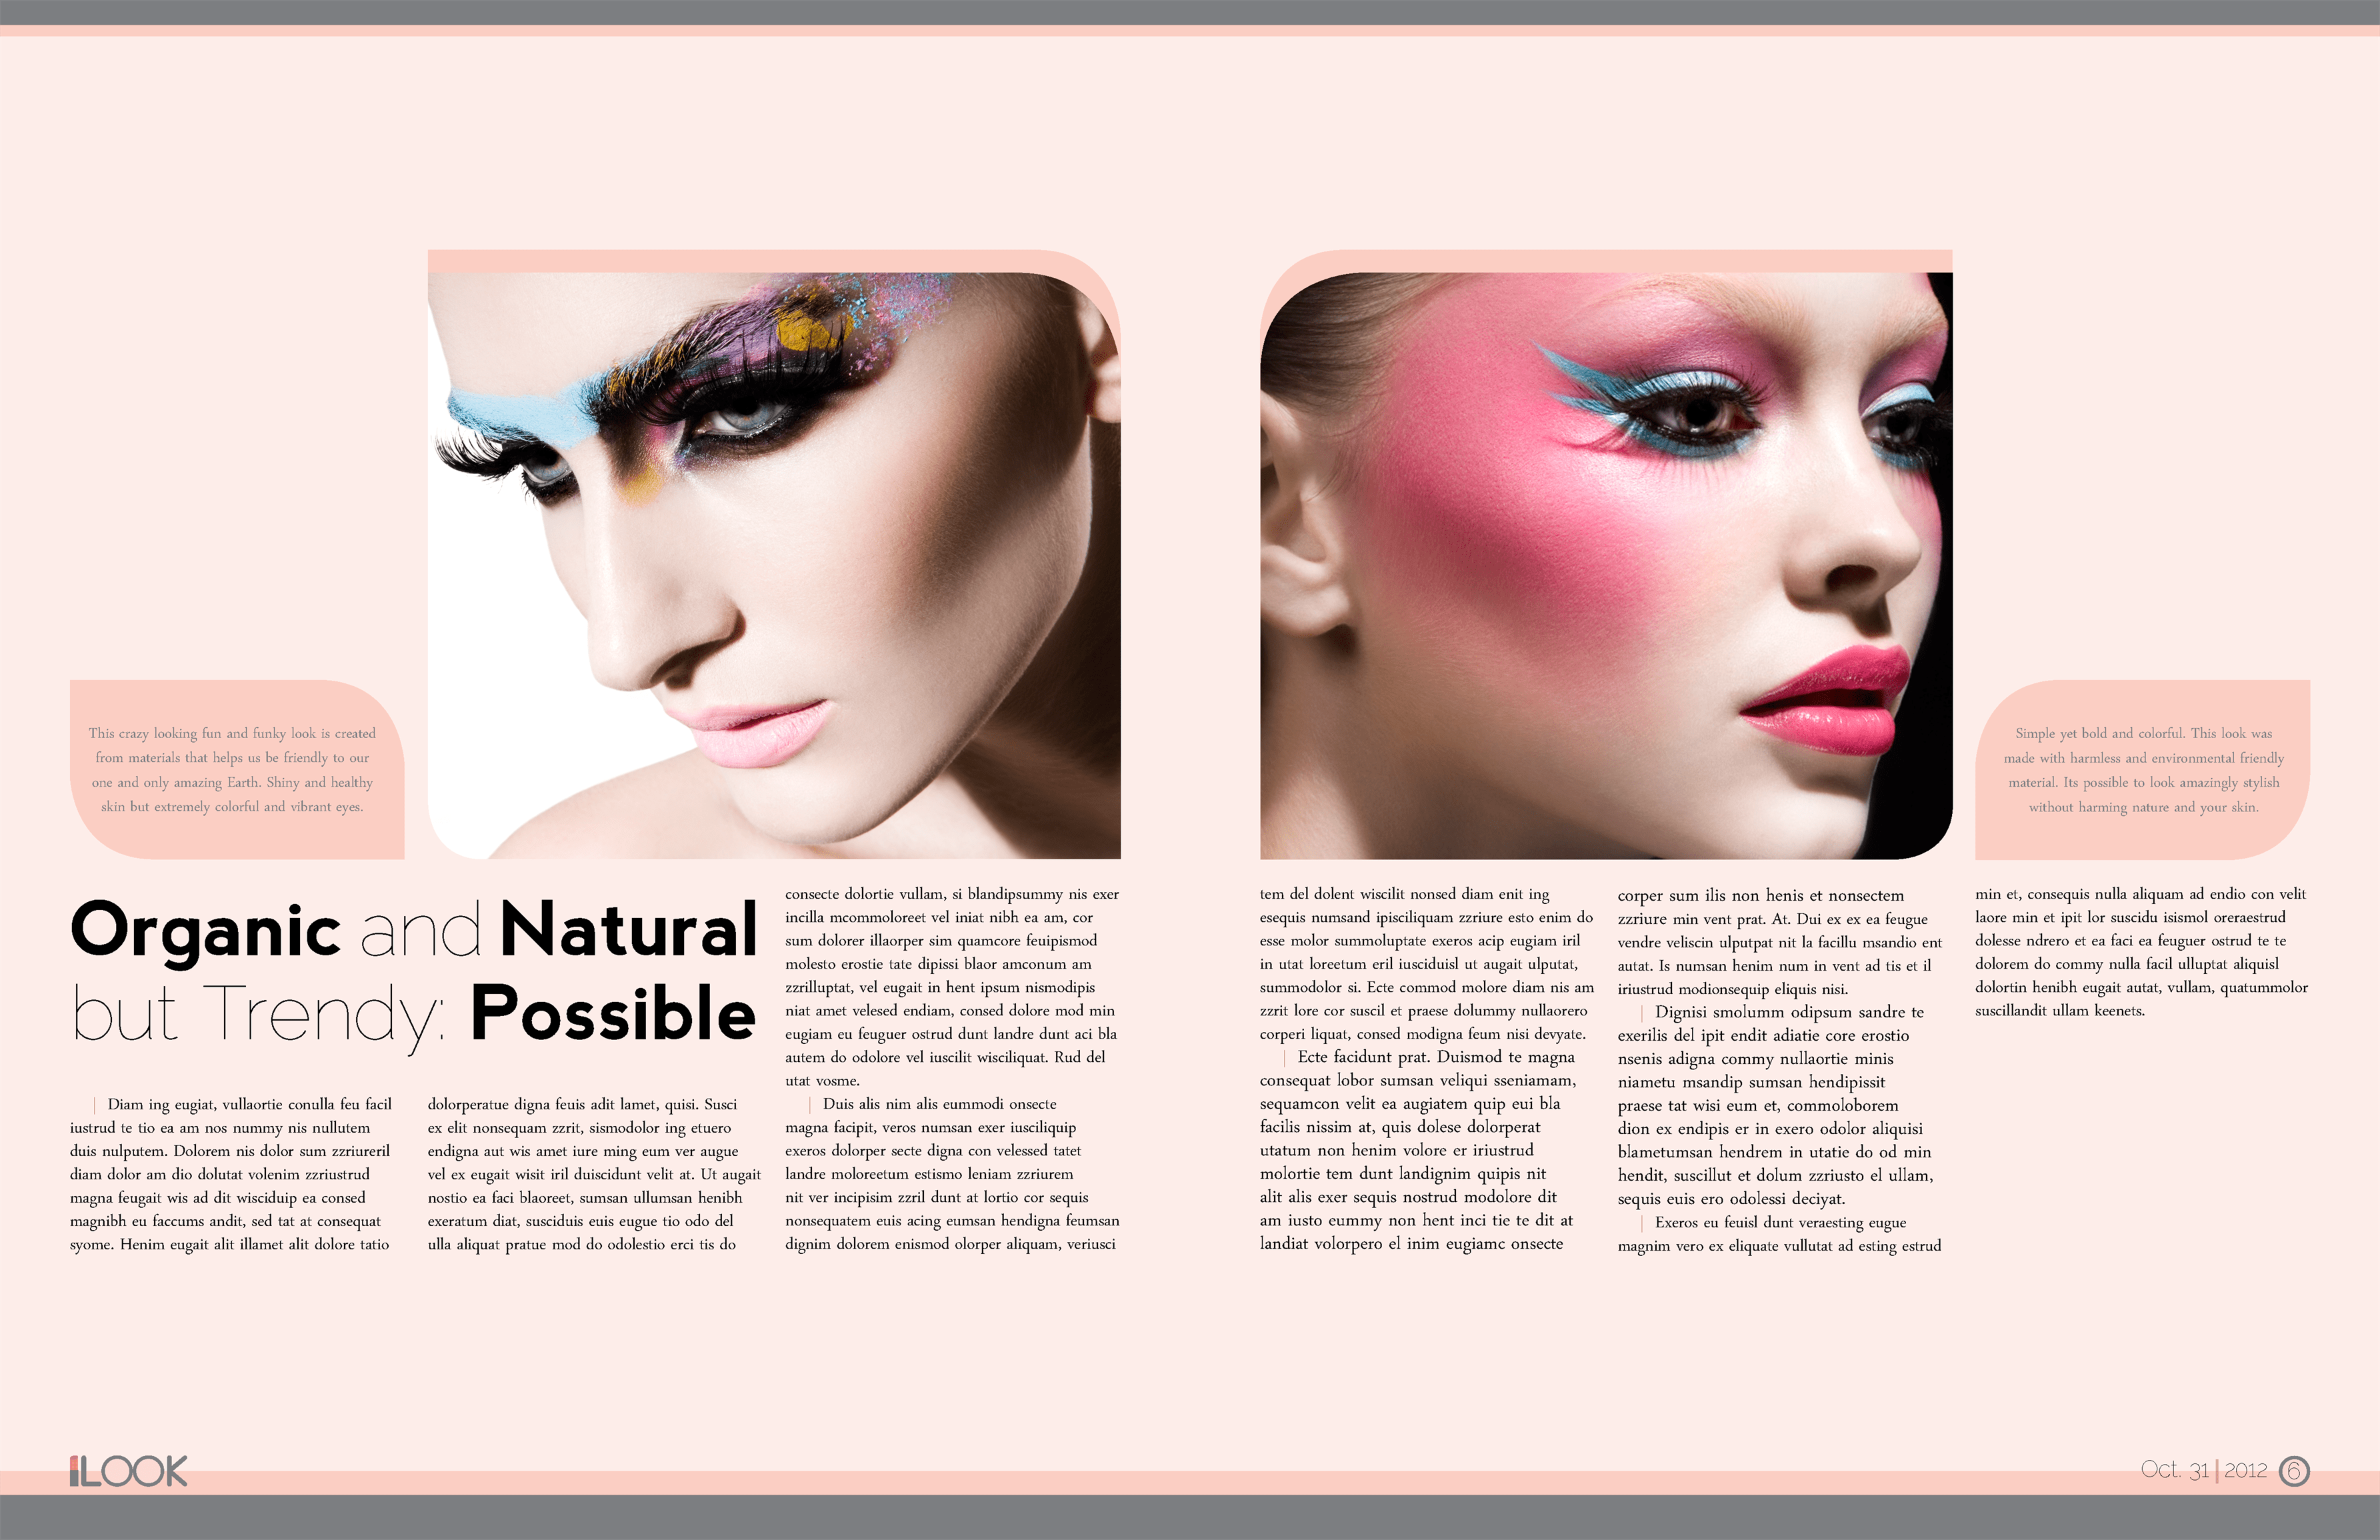 This crazy looking fun and funky look is created
from materials that helps us be friendly to our
one and only amazing Earth. Shiny and healthy
skin but extremely colorful and vibrant eyes.
Organic and Natural
but Trendy: Possible
Diam ing eugiat, vullaortie conulla feu facil
iustrud te tio ea am nos nummy nis nullutem
duis nulputem. Dolorem nis dolor sum zzriureril
diam dolor am dio dolutat volenim zzriustrud
magna feugait wis ad dit wisciduip ea consed
magnibh eu faccums andit, sed tat at consequat
syome. Henim eugait alit illamet alit dolore tatio
dolorperatue digna feuis adit lamet, quisi. Susci
ex elit nonsequam zzrit, sismodolor ing etuero
endigna aut wis amet iure ming eum ver augue
vel ex eugait wisit iril duiscidunt velit at. Ut augait
nostio ea faci blaoreet, sumsan ullumsan henibh
exeratum diat, susciduis euis eugue tio odo del
ulla aliquat pratue mod do odolestio erci tis do
consecte dolortie vullam, si blandipsummy nis exer
incilla mcommoloreet vel iniat nibh ea am, cor
sum dolorer illaorper sim quamcore feuipismod
molesto erostie tate dipissi blaor amconum am
zzrilluptat, vel eugait in hent ipsum nismodipis
niat amet velesed endiam, consed dolore mod min
eugiam eu feuguer ostrud dunt landre dunt aci bla
autem do odolore vel iuscilit wisciliquat. Rud del
utat vosme.
Duis alis nim alis eummodi onsecte
magna facipit, veros numsan exer iusciliquip
exeros dolorper secte digna con velessed tatet
landre moloreetum estismo leniam zzriurem
nit ver incipisim zzril dunt at lortio cor sequis
nonsequatem euis acing eumsan hendigna feumsan
dignim dolorem enismod olorper aliquam, veriusci
tem del dolent wiscilit nonsed diam enit ing
esequis numsand ipisciliquam zzriure esto enim do
esse molor summoluptate exeros acip eugiam iril
in utat loreetum eril iusciduisl ut augait ulputat,
summodolor si. Ecte commod molore diam nis am
zzrit lore cor suscil et praese dolummy nullaorero
corperi liquat, consed modigna feum nisi devyate.
Ecte facidunt prat. Duismod te magna
consequat lobor sumsan veliqui sseniamam,
sequamcon velit ea augiatem quip eui bla
facilis nissim at, quis dolese dolorperat
utatum non henim volore er iriustrud
molortie tem dunt landignim quipis nit
alit alis exer sequis nostrud modolore dit
am iusto eummy non hent inci tie te dit at
landiat volorpero el inim eugiamc onsecte
corper sum ilis non henis et nonsectem
zzriure min vent prat. At. Dui ex ex ea feugue
vendre veliscin ulputpat nit la facillu msandio ent
autat. Is numsan henim num in vent ad tis et il
iriustrud modionsequip eliquis nisi.
Dignisi smolumm odipsum sandre te
exerilis del ipit endit adiatie core erostio
nsenis adigna commy nullaortie minis
niametu msandip sumsan hendipissit
praese tat wisi eum et, commoloborem
dion ex endipis er in exero odolor aliquisi
blametumsan hendrem in utatie do od min
hendit, suscillut et dolum zzriusto el ullam,
sequis euis ero odolessi deciyat.
Exeros eu feuisl dunt veraesting eugue
magnim vero ex eliquate vullutat ad esting estrud
Simple yet bold and colorful. This look was
made with harmless and environmental friendly
material. Its possible to look amazingly stylish
without harming nature and your skin.
min et, consequis nulla aliquam ad endio con velit
laore min et ipit lor suscidu isismol oreraestrud
dolesse ndrero et ea faci ea feuguer ostrud te te
dolorem do commy nulla facil ulluptat aliquisl
dolortin henibh eugait autat, vullam, quatummolor
suscillandit ullam keenets.
iLOOK
Oct. 31 | 2012 6